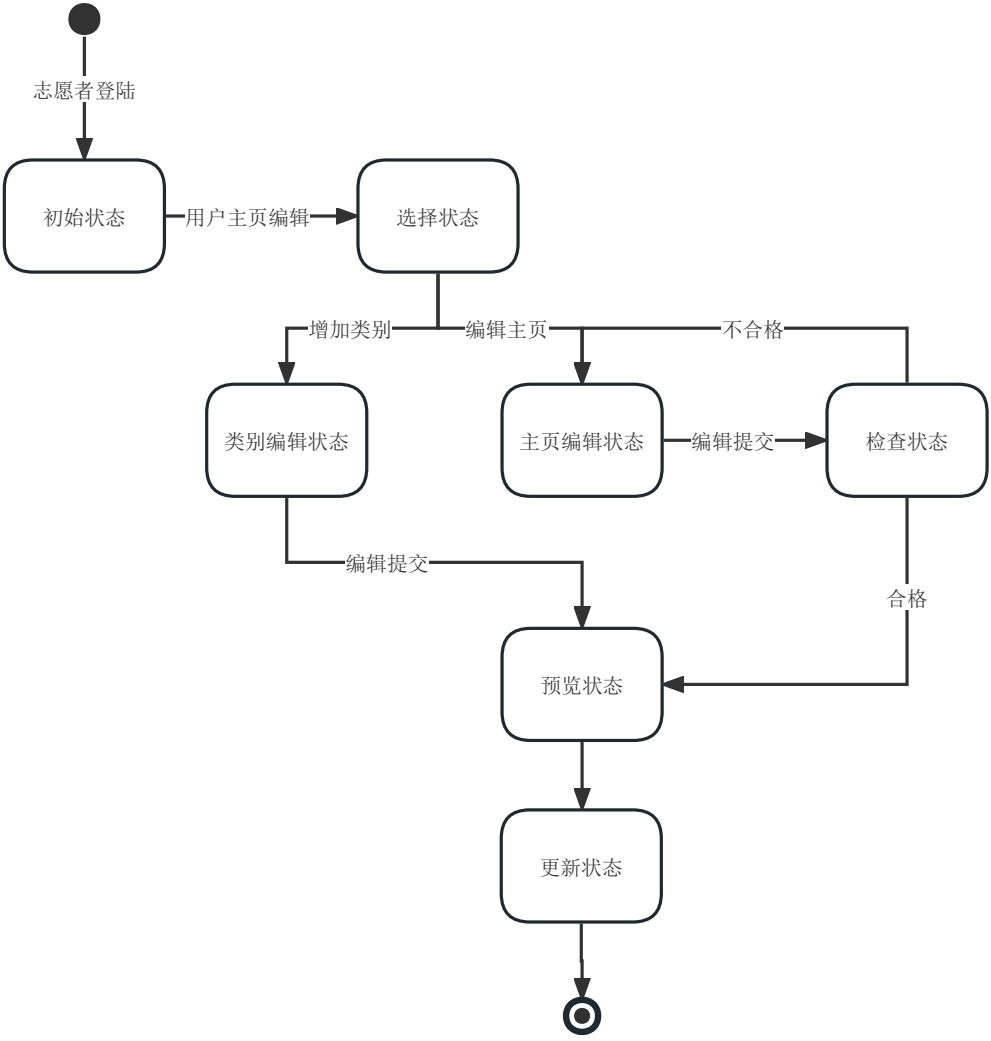 志愿者登陆
初始状态
用户主页编辑
选择状态
增加类别
编辑主页
不合格
类别编辑状态
主页编辑状态
编辑提交
检查状态
编辑提交
合格
预览状态
更新状态